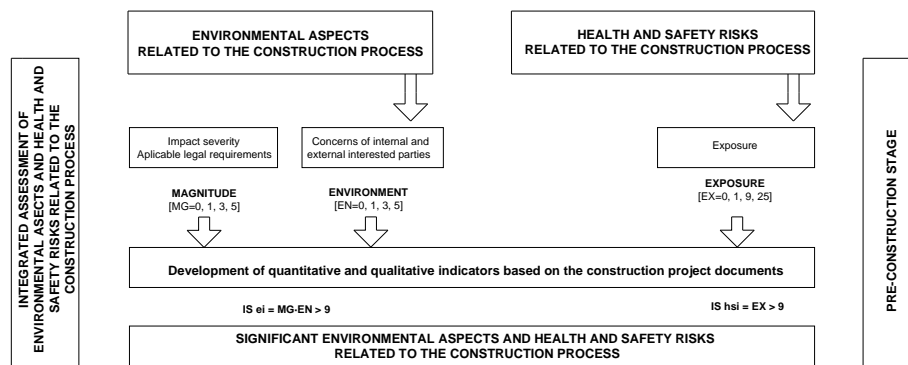 ENVIRONMENTAL ASPECTS
RELATED TO THE CONSTRUCTION PROCESS
HEALTH AND SAFETY RISKS
RELATED TO THE CONSTRUCTION PROCESS
INTEGRATED ASSESSMENT OF
ENVIRONMENTAL ASECTS AND HEALTH AND
SAFETY RISKS RELATED TO THE
CONSTRUCTION PROCESS
Impact severity
Aplicable legal requirements
Concerns of internal and
external interested parties
Exposure
MAGNITUDE
[MG=0, 1, 3, 5]
ENVIRONMENT
[EN=0, 1, 3, 5]
EXPOSURE
[EX=0, 1, 9, 25]
Development of quantitative and qualitative indicators based on the construction project documents
IS ei = MG·EN > 9
IS hsi = EX > 9
SIGNIFICANT ENVIRONMENTAL ASPECTS AND HEALTH AND SAFETY RISKS
RELATED TO THE CONSTRUCTION PROCESS
PRE-CONSTRUCTION STAGE